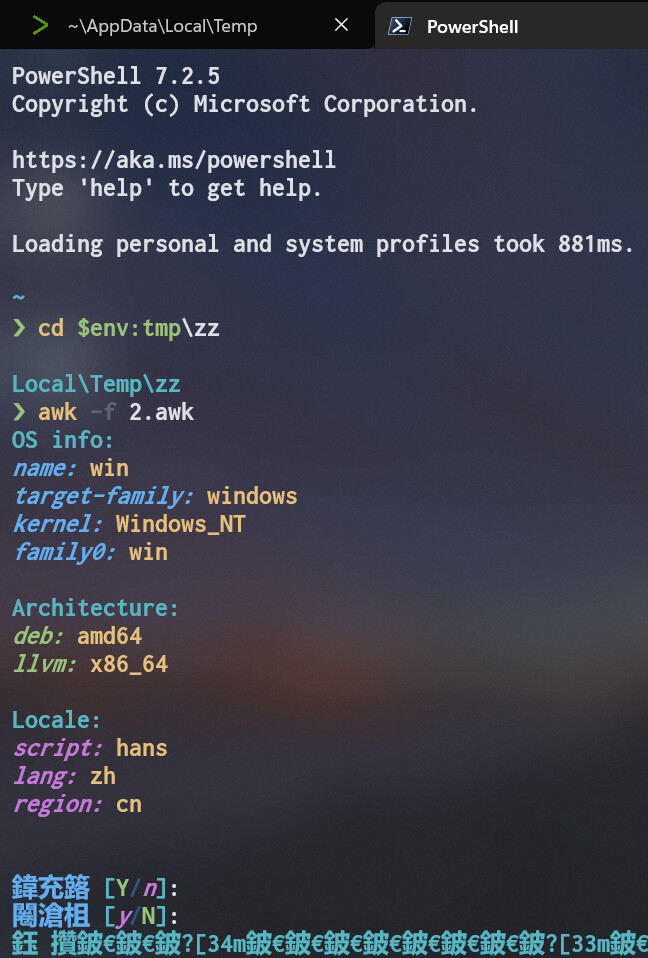 ~\AppData\Local\Temp
PowerShell
PowerShell 7.2.5
Copyright (c) Microsoft Corporation.
https://aka.ms/powershell
Type 'help' to get help.
Loading personal and system profiles took 881ms.
~
❯ cd $env:tmp\zz
Local\Temp\zz
❯ awk -f 2.awk
OS info:
name: win
target-family: windows
kernel: Windows_NT
family0: win
Architecture:
deb: amd64
llvm: x86_64
Locale:
script: hans
lang: zh
region: cn
鍏充簬 [Y/n]:
閫滄柤 [y/N]:
鈺 攢鈹€鈹€鈹?[34m鈹€鈹€鈹€鈹€鈹€鈹€鈹?[33m鈹€